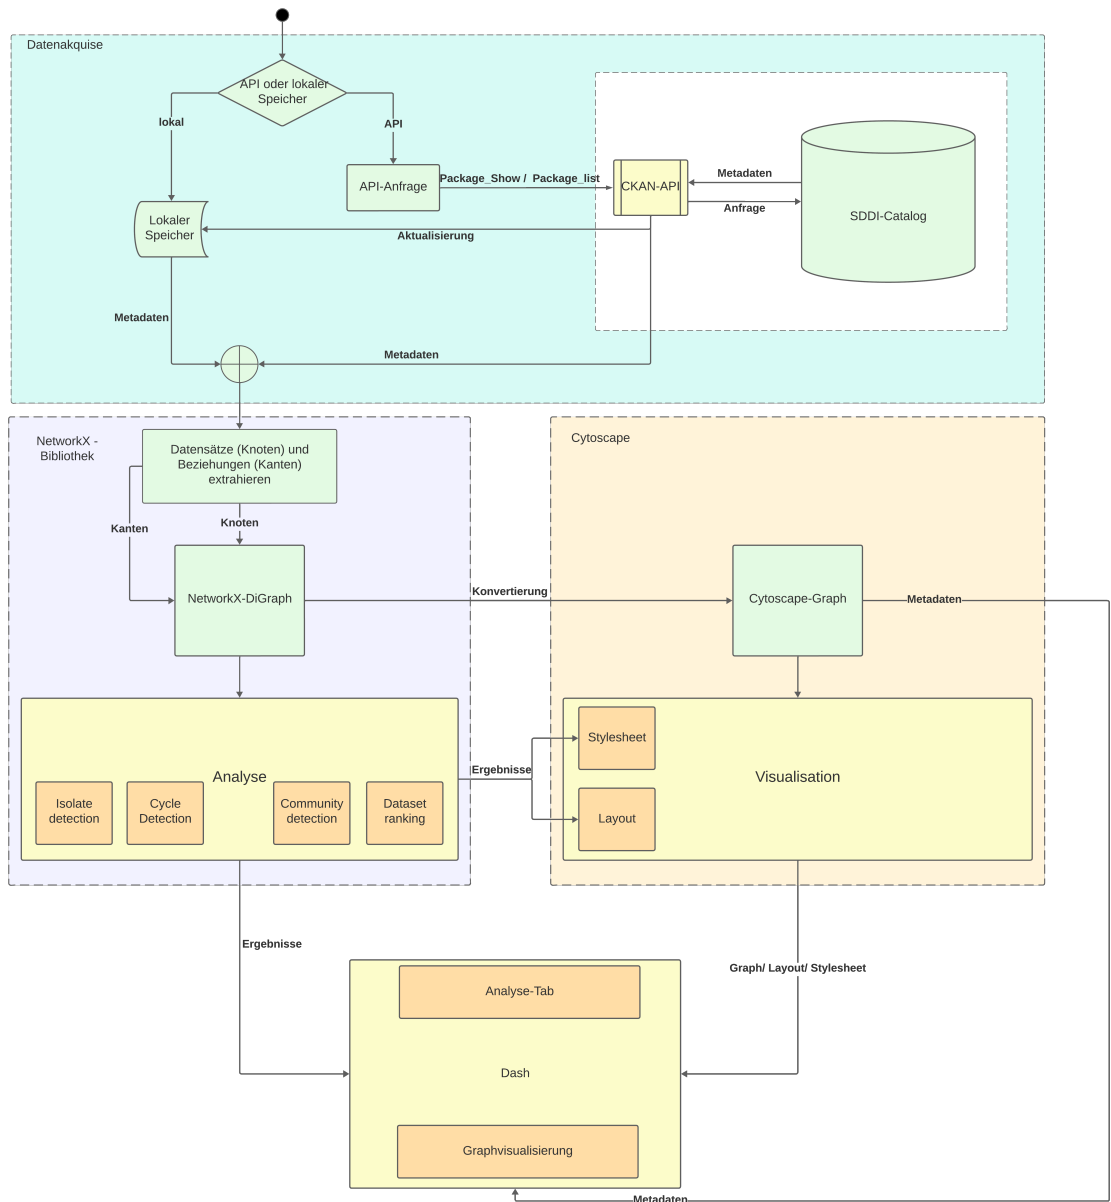 Datenakquise
API oder lokaler
Speicher
lokal
API
API-Anfrage
Package_Show /  Package_list
CKAN-API
Metadaten
Anfrage
SDDI-Catalog
Lokaler
Speicher
Aktualisierung
Metadaten
Metadaten
NetworkX -
Bibliothek
Datensätze (Knoten) und
Beziehungen (Kanten)
extrahieren
Cytoscape
Kanten
Knoten
NetworkX-DiGraph
Konvertierung
Cytoscape-Graph
Metadaten
Analyse
Isolate
detection
Cycle
Detection
Community
detection
Dataset
ranking
Ergebnisse
Stylesheet
Layout
Visualisation
Ergebnisse
Graph/ Layout/ Stylesheet
Analyse-Tab
Dash
Graphvisualisierung
Metadaten